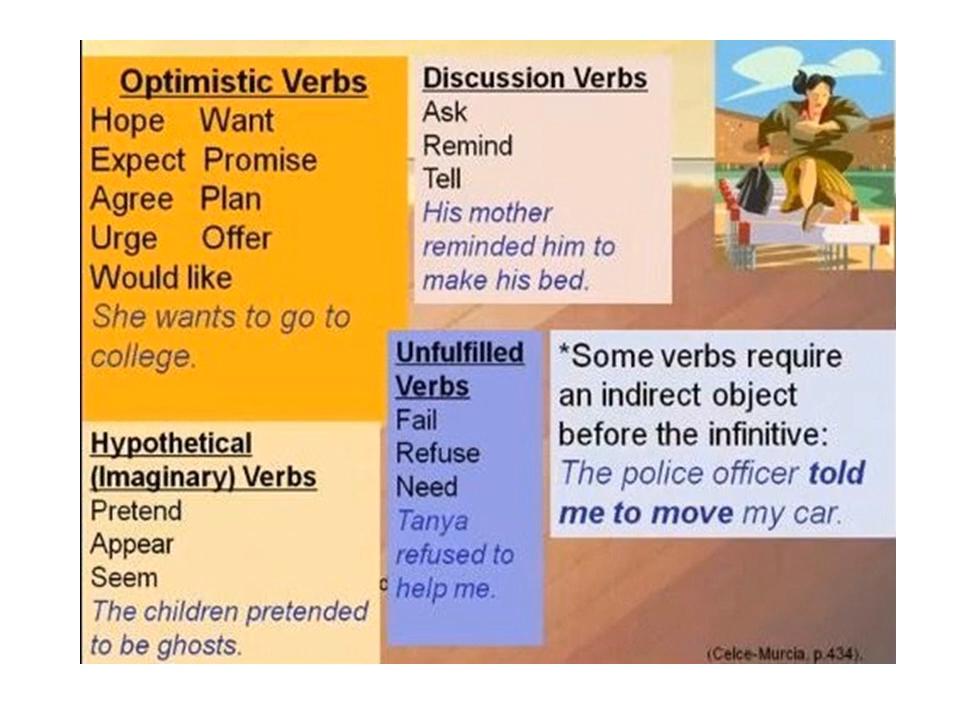 Optimistic Verbs
Hope Want
Expect Promise
Agree Plan
Urge Offer
Would like
She wants to go to
college.
Discussion Verbs
Ask
Remind
Tell
His mother
reminded him to
make his bed.
Hypothetical
(Imaginary) Verbs
Pretend
Appear
Seem
The children pretended
to be ghosts.
Unfulfilled
Verbs
Fail
Refuse
Need
Tanya
refused to
help me.
*Some verbs require
an indirect object
before the infinitive:
The police officer told
me to move my car.
(Celce-Murcia, p.434).